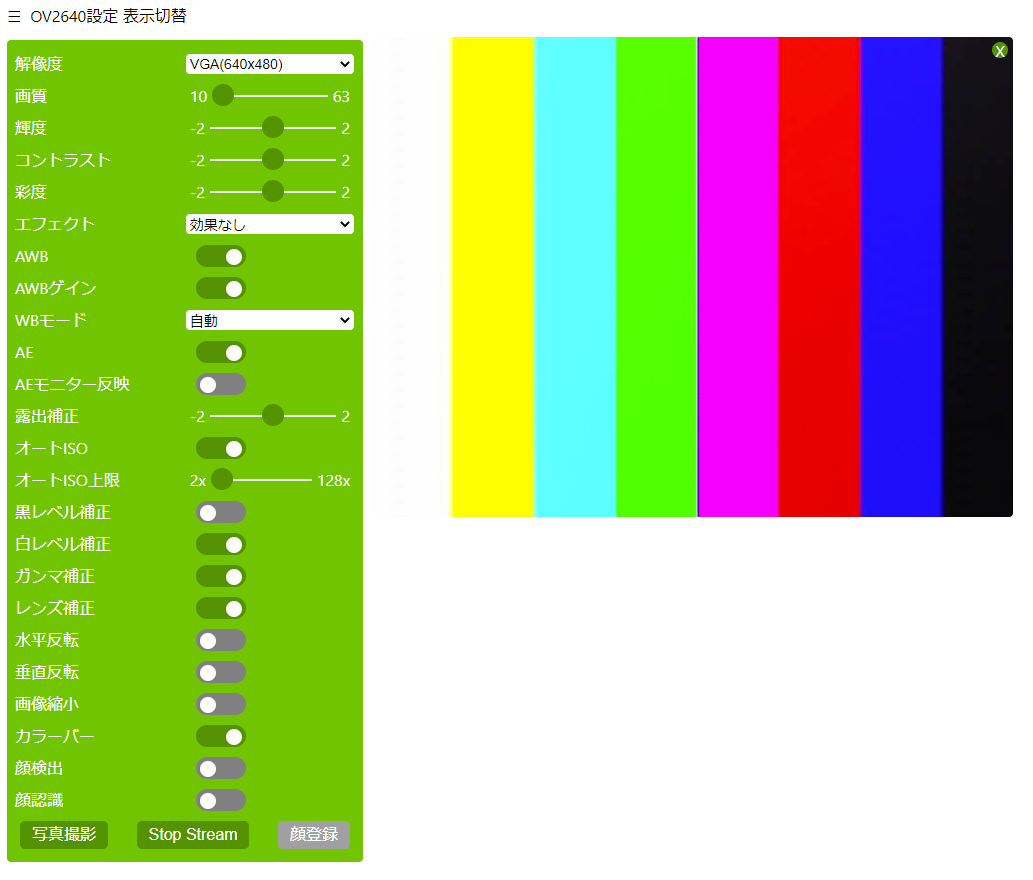 ☰ OV2640設定 表示切替
解像度 VGA(640x480)
画質 10 63
輝度 -2 2
コントラスト -2 2
彩度 -2 2
エフェクト 効果なし
AWB
AWBゲイン
WBモード 自動
AE
AEモニター反映
露出補正 -2 2
オートISO
オートISO上限 2x 128x
黒レベル補正
白レベル補正
ガンマ補正
レンズ補正
水平反転
垂直反転
画像縮小
カラーバー
顔検出
顔認識
写真撮影 Stop Stream 顔登録
X